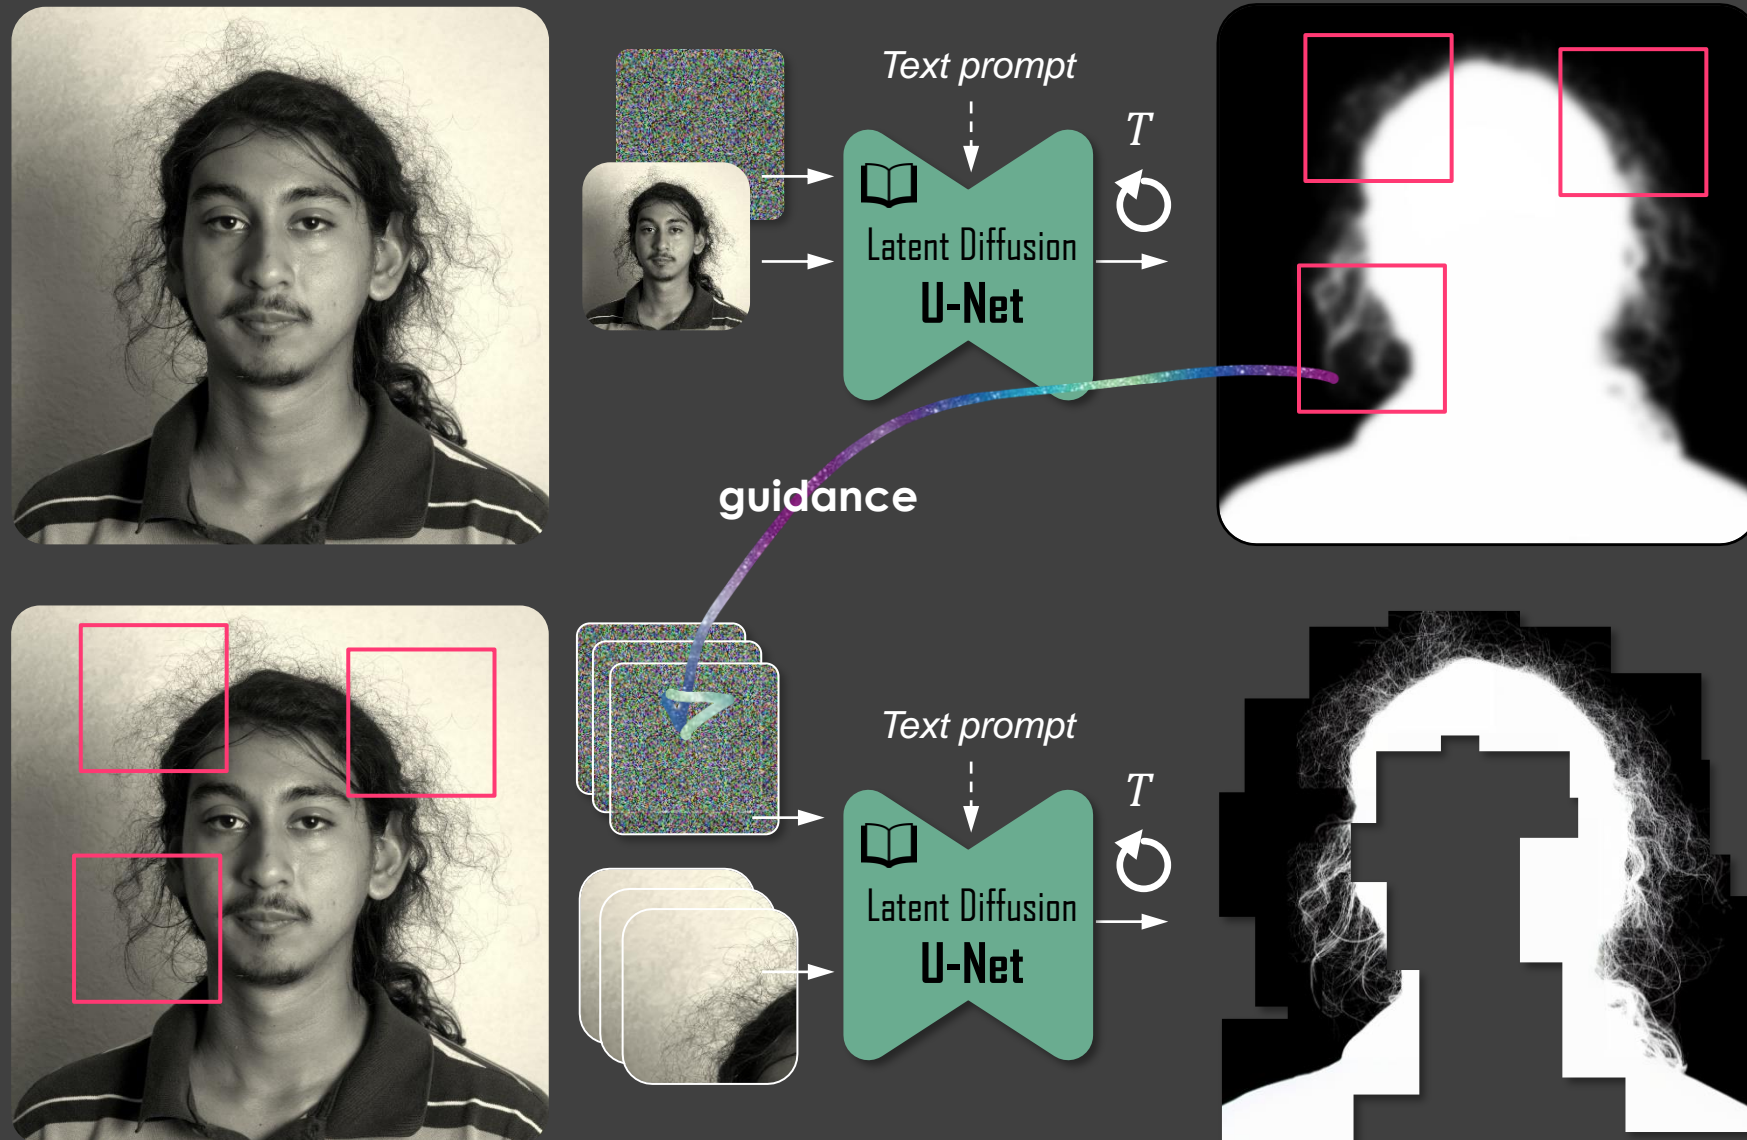 Text prompt
T
Latent Diffusion
U-Net
guidance
Text prompt
T
Latent Diffusion
U-Net